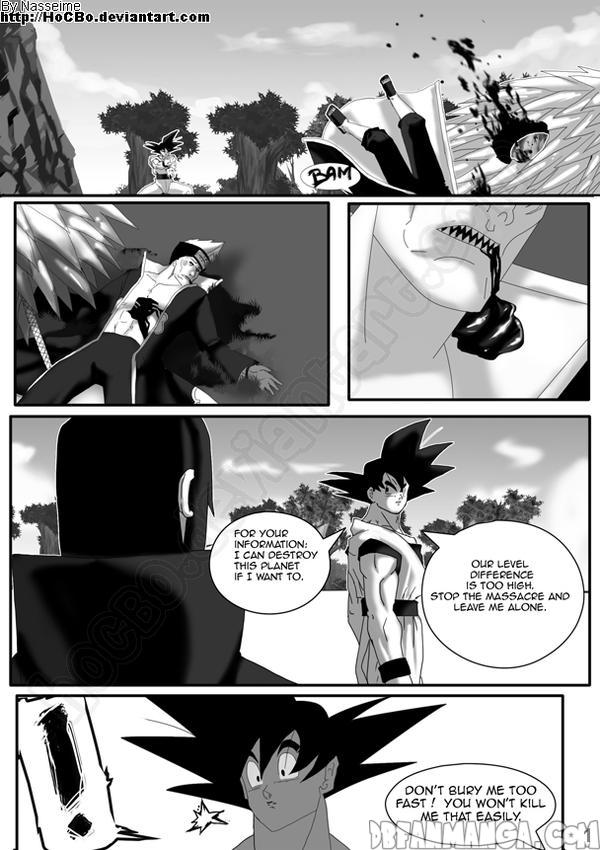 By Nasseime
http://HoCBo.deviantart.com
BAM
FOR YOUR
INFORMATION:
I CAN DESTROY
THIS PLANET
IF I WANT TO.
OUR LEVEL
DIFFERENCE
IS TOO HIGH.
STOP THE MASSACRE AND
LEAVE ME ALONE.
!
DON'T BURY ME TOO
FAST! YOU WON'T KILL
ME THAT EASILY.
DBFANMANGA.COM